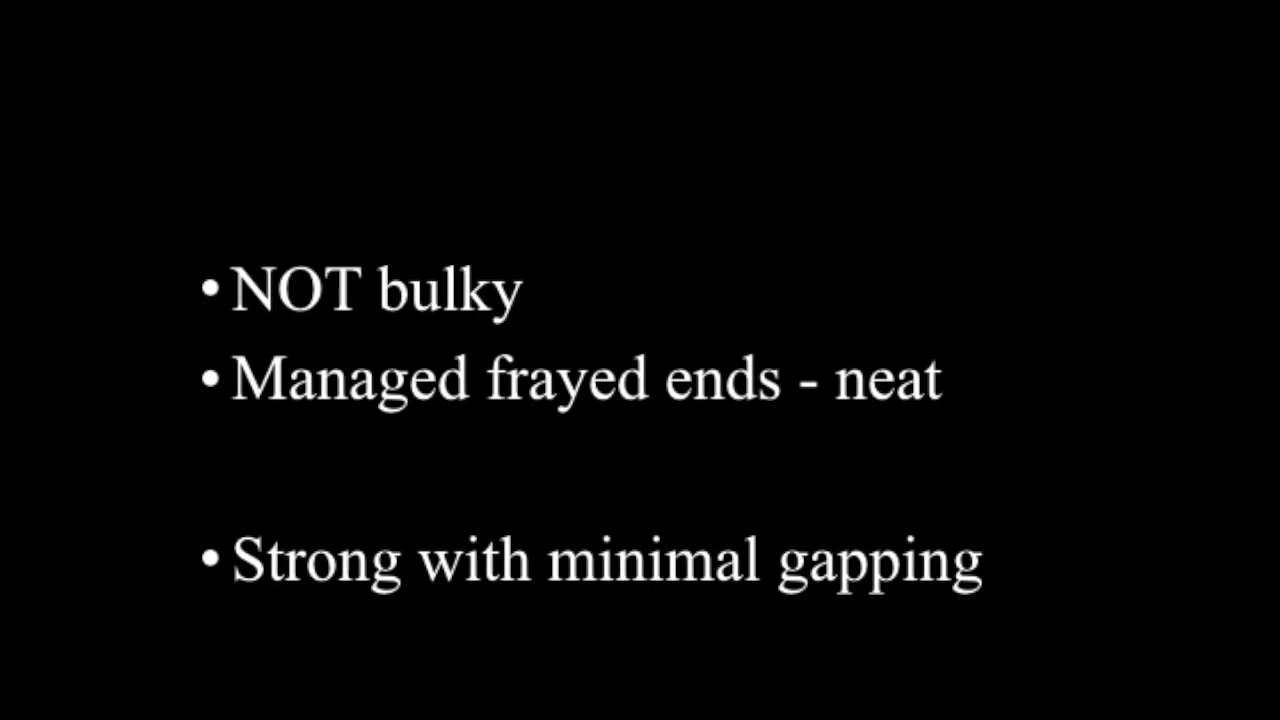 • NOT bulky
• Managed frayed ends - neat
• Strong with minimal gapping